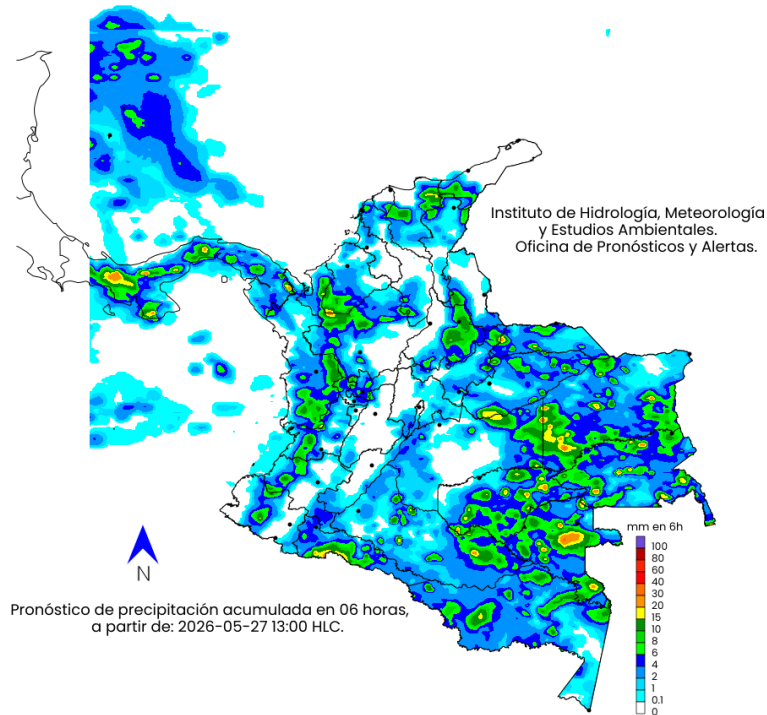 Instituto de Hidrología, Meteorología
y Estudios Ambientales.
Oficina de Pronósticos y Alertas.
mm en 6h
100
80
60
40
30
20
15
10
8
6
4
2
1
0.1
0
N
Pronóstico de precipitación acumulada en 06 horas,
a partir de: 2026-05-27 13:00 HLC.